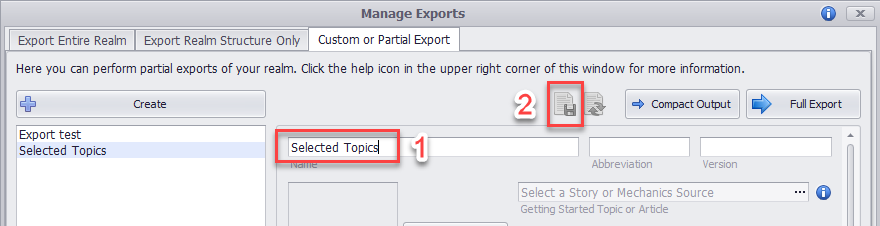 Manage Exports
Export Entire Realm
Export Realm Structure Only
Custom or Partial Export
Here you can perform partial exports of your realm. Click the help icon in the upper right corner of this window for more information.
Create
2
Compact Output
Full Export
Export test
Selected Topics
Selected Topics
1
Name
Abbreviation
Version
Select a Story or Mechanics Source
...
Getting Started Topic or Article